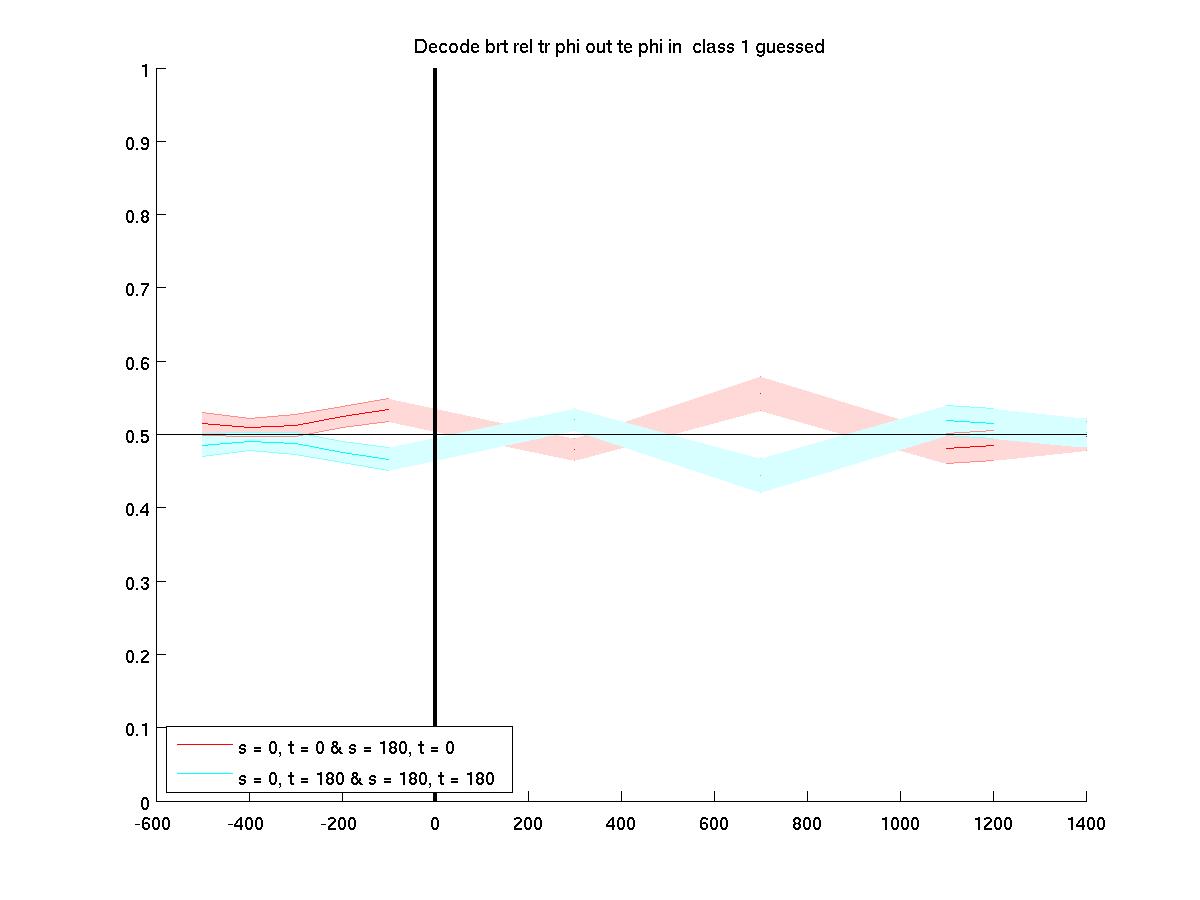 Decode brt rel tr phi out te phi in  class 1 guessed
1
0.9
0.8
0.7
0.6
0.5
0.4
0.3
0.2
0.1
0
s = 0, t = 0 & s = 180, t = 0
s = 0, t = 180 & s = 180, t = 180
-600 -400 -200 0 200 400 600 800 1000 1200 1400